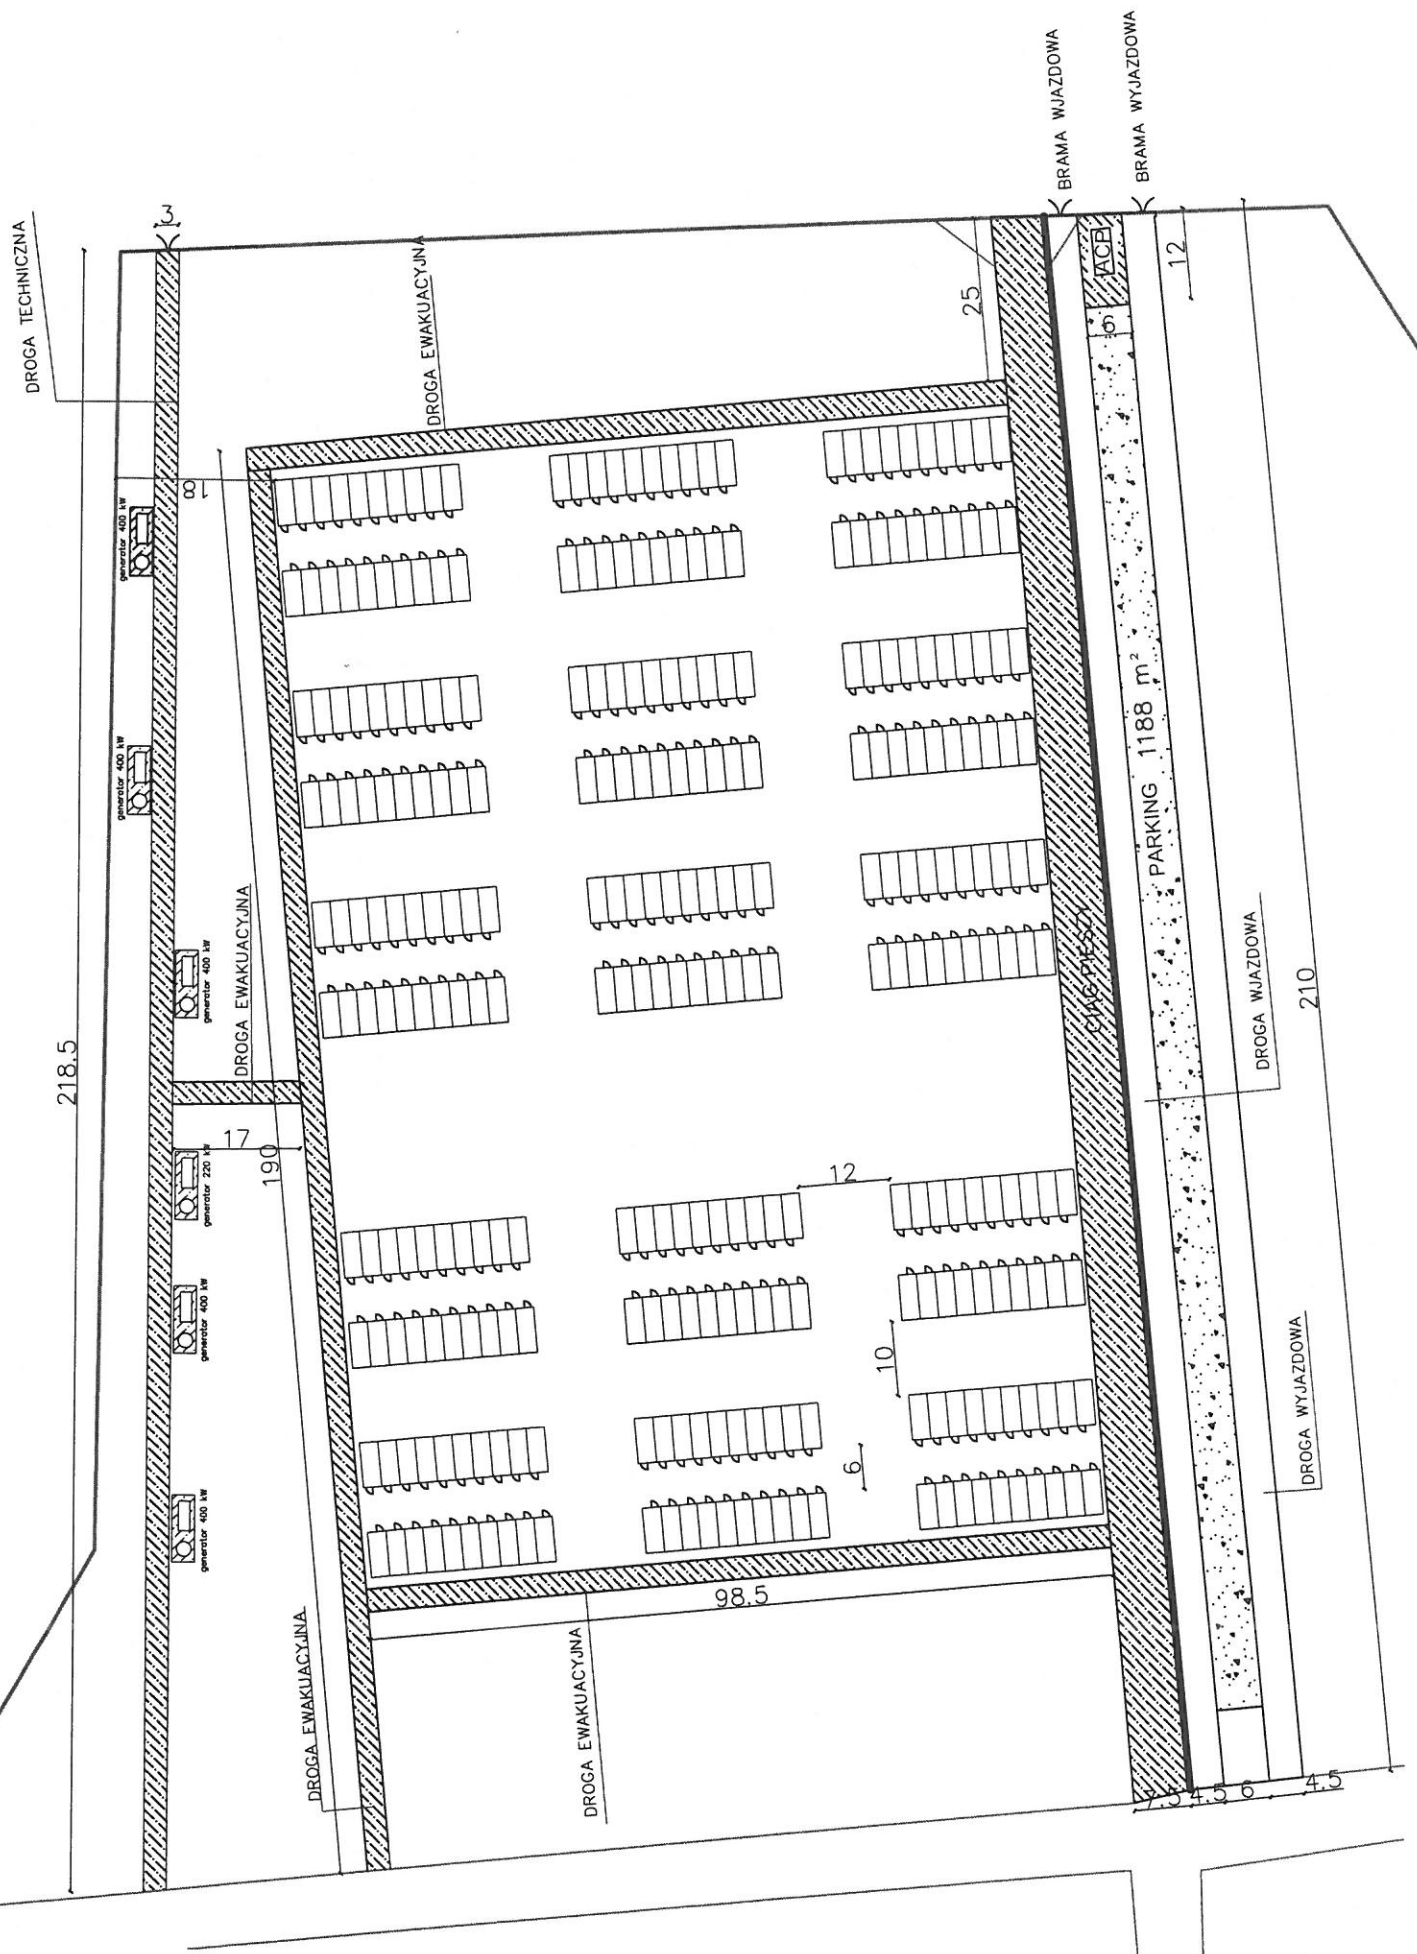 BRAMA WJAZDOWA
BRAMA WYJAZDOWA
DROGA TECHNICZNA
3
DROGA EWAKUACYJNA
25
ACP
12
6
18
generator 400 kW
generator 400 kW
PARKING 1188 m²
generator 400 kW
DROGA EWAKUACYJNA
CIĄG PIESZY
DROGA WJAZDOWA
210
218.5
17
190
generator 220 kW
12
generator 400 kW
10
DROGA WYJAZDOWA
6
generator 400 kW
98.5
DROGA EWAKUACYJNA
DROGA EWAKUACYJNA
7.5
4.5
6
4.5